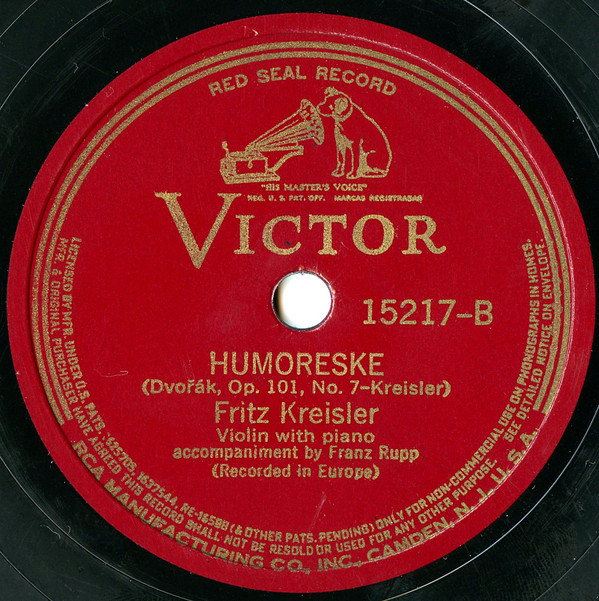 RED SEAL RECORD
"HIS MASTER'S VOICE"
REG. U. S. PAT. OFF. MARCAS REGISTRADAS
VICTOR
15217-B
HUMORESKE
(Dvořák, Op. 101, No. 7-Kreisler)
Fritz Kreisler
Violin with piano
accompaniment by Franz Rupp
(Recorded in Europe)
LICENSED BY MFR. UNDER U.S. PATS. 1625705, 1637544, RE-16588 (& OTHER PATS. PENDING) ONLY FOR NON-COMMERCIAL USE ON PHONOGRAPHS IN HOMES.
MFR. & ORIGINAL PURCHASER HAVE AGREED THIS RECORD SHALL NOT BE RESOLD OR USED FOR ANY OTHER PURPOSE. SEE DETAILED NOTICE ON ENVELOPE.
RCA MANUFACTURING CO. INC. CAMDEN, N. J. U. S. A.